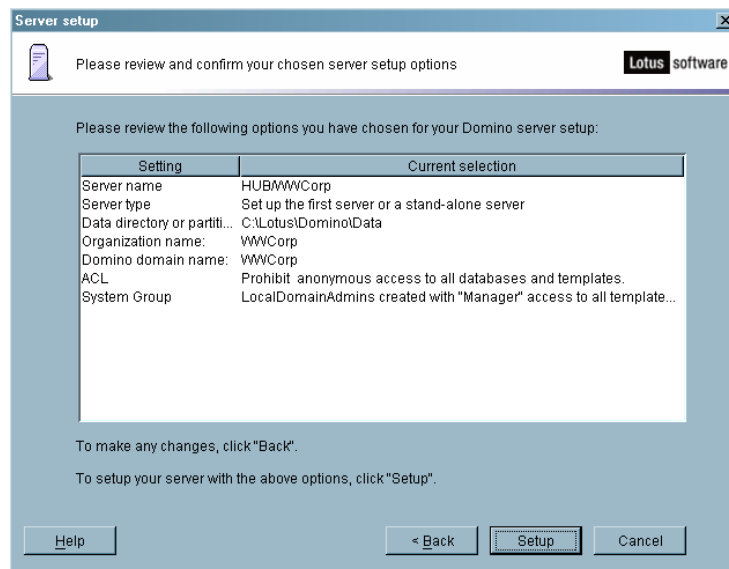 Server setup
Please review and confirm your chosen server setup options
Lotus software
Please review the following options you have chosen for your Domino server setup:
Setting Current selection
Server name HUB/WWCorp
Server type Set up the first server or a stand-alone server
Data directory or partiti... C:\Lotus\Domino\Data
Organization name: WWCorp
Domino domain name: WWCorp
ACL Prohibit anonymous access to all databases and templates.
System Group LocalDomainAdmins created with "Manager" access to all template...
To make any changes, click "Back".
To setup your server with the above options, click "Setup".
Help < Back Setup Cancel